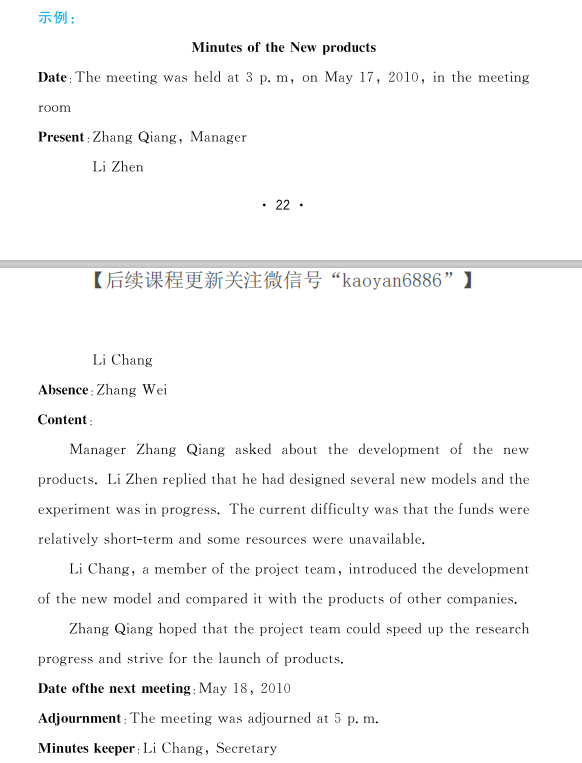 示例：
Minutes of the New products
Date：The meeting was held at 3 p. m, on May 17, 2010, in the meeting
room
Present：Zhang Qiang, Manager
Li Zhen
· 22 ·
【后续课程更新关注微信号“kaoyan6886”】
Li Chang
Absence：Zhang Wei
Content：
Manager Zhang Qiang asked about the development of the new
products. Li Zhen replied that he had designed several new models and the
experiment was in progress. The current difficulty was that the funds were
relatively short-term and some resources were unavailable.
Li Chang, a member of the project team, introduced the development
of the new model and compared it with the products of other companies.
Zhang Qiang hoped that the project team could speed up the research
progress and strive for the launch of products.
Date ofthe next meeting：May 18, 2010
Adjournment：The meeting was adjourned at 5 p. m.
Minutes keeper：Li Chang, Secretary